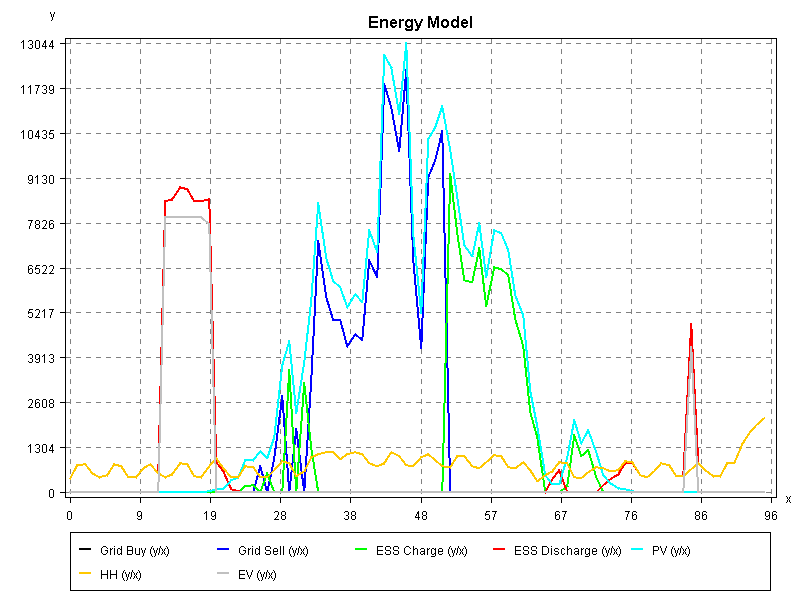 Energy Model
y
13044
11739
10435
9130
7826
6522
5217
3913
2608
1304
0
0 9 19 28 38 48 57 67 76 86 96
x
Grid Buy (y/x) Grid Sell (y/x) ESS Charge (y/x) ESS Discharge (y/x) PV (y/x)
HH (y/x) EV (y/x)